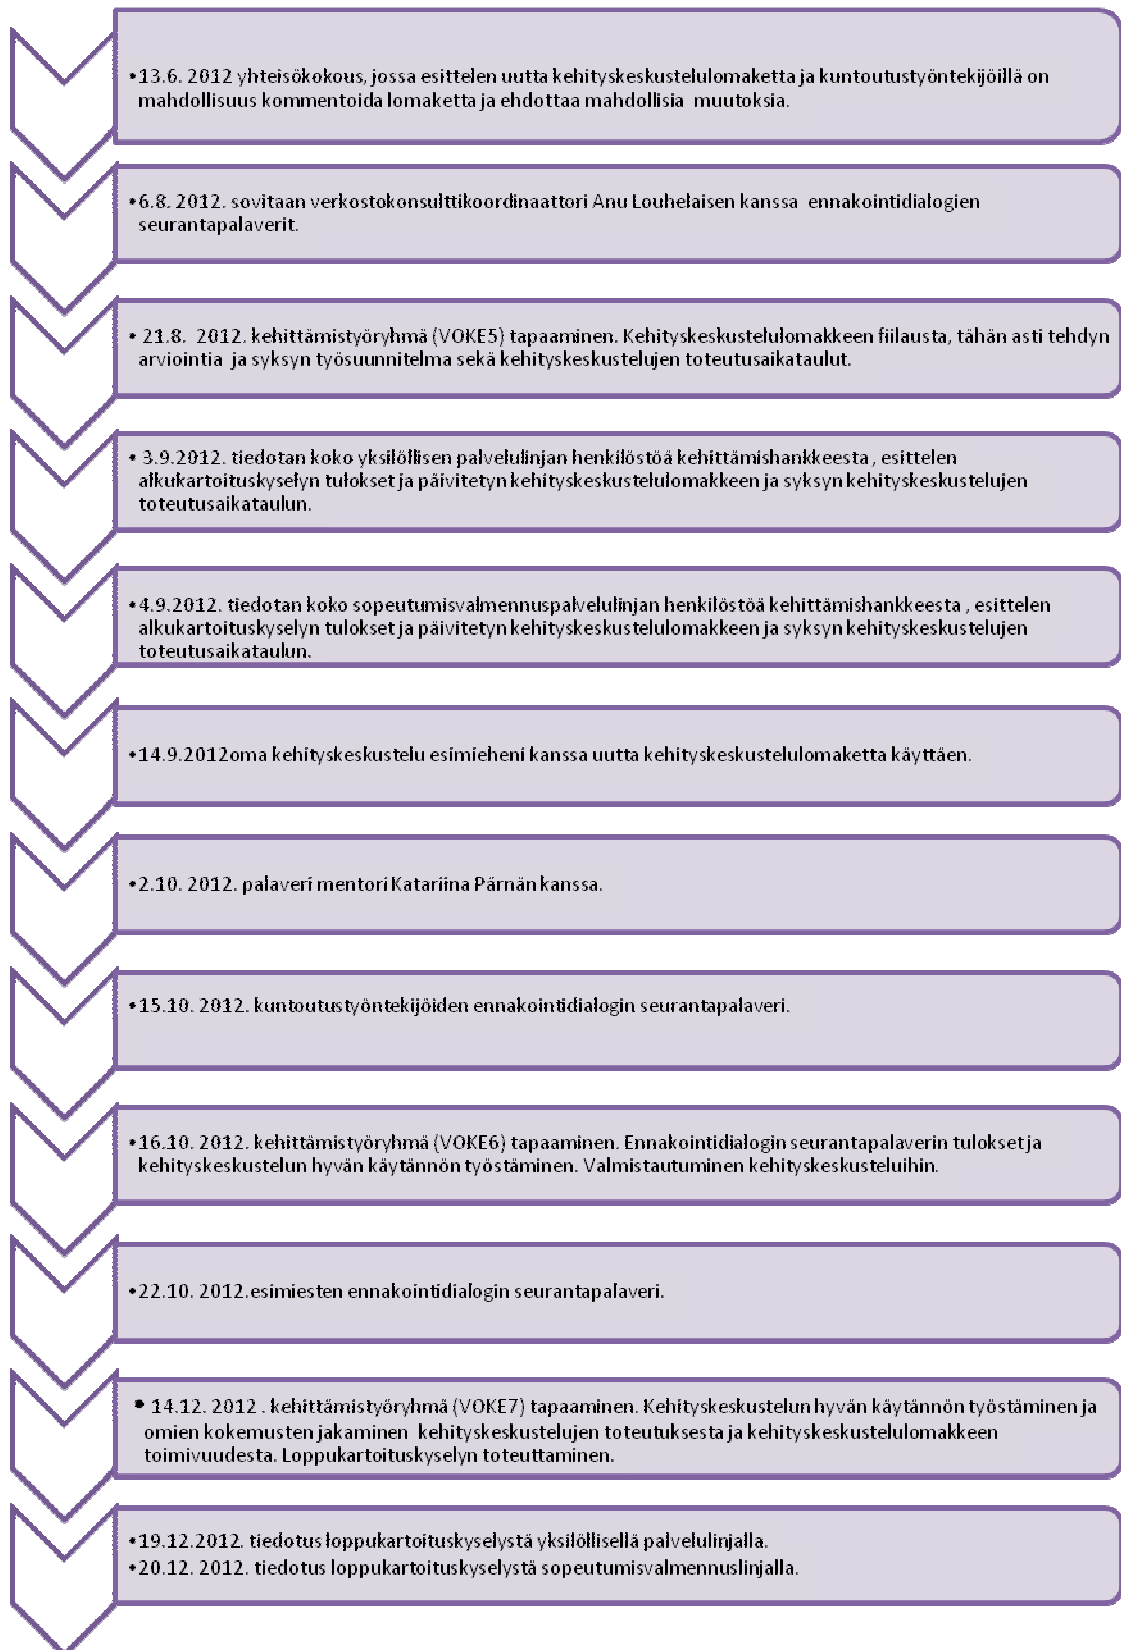 •13.6. 2012 yhteisökokous, jossa esittelen uutta kehityskeskustelulomaketta ja kuntoutustyöntekijöillä on
mahdollisuus kommentoida lomaketta ja ehdottaa mahdollisia muutoksia.
•6.8. 2012. sovitaan verkostokonsulttikoordinaattori Anu Louhelaisen kanssa ennakointidialogien
seurantapalaverit.
• 21.8. 2012. kehittämistyöryhmä (VOKE5) tapaaminen. Kehityskeskustelulomakkeen fiilausta, tähän asti tehdyn
arviointia ja syksyn työsuunnitelma sekä kehityskeskustelujen toteutusaikataulut.
• 3.9.2012. tiedotan koko yksilöllisen palvelulinjan henkilöstöä kehittämishankkeesta , esittelen
alkukartoituskyselyn tulokset ja päivitetyn kehityskeskustelulomakkeen ja syksyn kehityskeskustelujen
toteutusaikataulun.
•4.9.2012. tiedotan koko sopeutumisvalmennuspalvelulinjan henkilöstöä kehittämishankkeesta , esittelen
alkukartoituskyselyn tulokset ja päivitetyn kehityskeskustelulomakkeen ja syksyn kehityskeskustelujen
toteutusaikataulun.
•14.9.2012oma kehityskeskustelu esimieheni kanssa uutta kehityskeskustelulomaketta käyttäen.
•2.10. 2012. palaveri mentori Katariina Pärnän kanssa.
•15.10. 2012. kuntoutustyöntekijöiden ennakointidialogin seurantapalaveri.
•16.10. 2012. kehittämistyöryhmä (VOKE6) tapaaminen. Ennakointidialogin seurantapalaverin tulokset ja
kehityskeskustelun hyvän käytännön työstäminen. Valmistautuminen kehityskeskusteluihin.
•22.10. 2012.esimiesten ennakointidialogin seurantapalaveri.
• 14.12. 2012 . kehittämistyöryhmä (VOKE7) tapaaminen. Kehityskeskustelun hyvän käytännön työstäminen ja
omien kokemusten jakaminen kehityskeskustelujen toteutuksesta ja kehityskeskustelulomakkeen
toimivuudesta. Loppukartoituskyselyn toteuttaminen.
•19.12.2012. tiedotus loppukartoituskyselystä yksilöllisellä palvelulinjalla.
•20.12. 2012. tiedotus loppukartoituskyselystä sopeutumisvalmennuslinjalla.